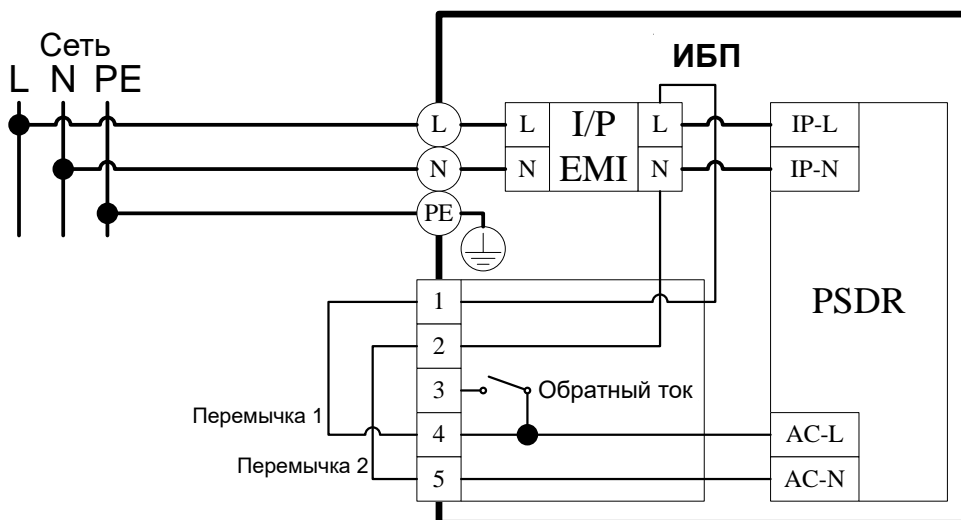 Сеть
L N PE
ИБП
L
L
I/P
L
IP-L
N
N
EMI
N
IP-N
PE
1
PSDR
2
3
Обратный ток
Перемычка 1
4
AC-L
Перемычка 2
5
AC-N